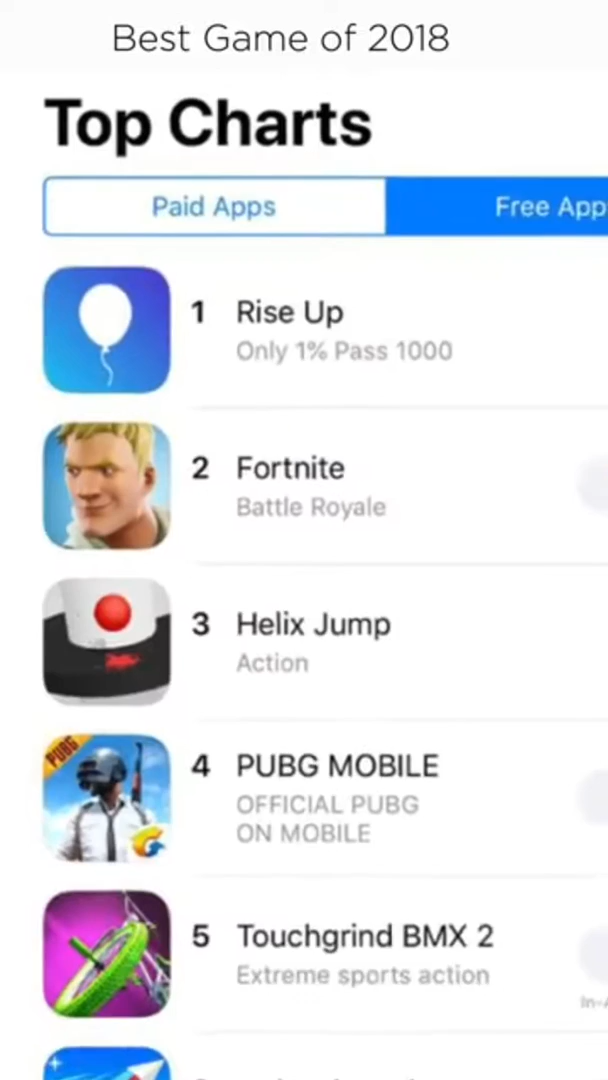 Best Game of 2018
Top Charts
Paid Apps
Free App
1 Rise Up
Only 1% Pass 1000
2 Fortnite
Battle Royale
3 Helix Jump
Action
PUBG
4 PUBG MOBILE
OFFICIAL PUBG
ON MOBILE
5 Touchgrind BMX 2
Extreme sports action
In-A